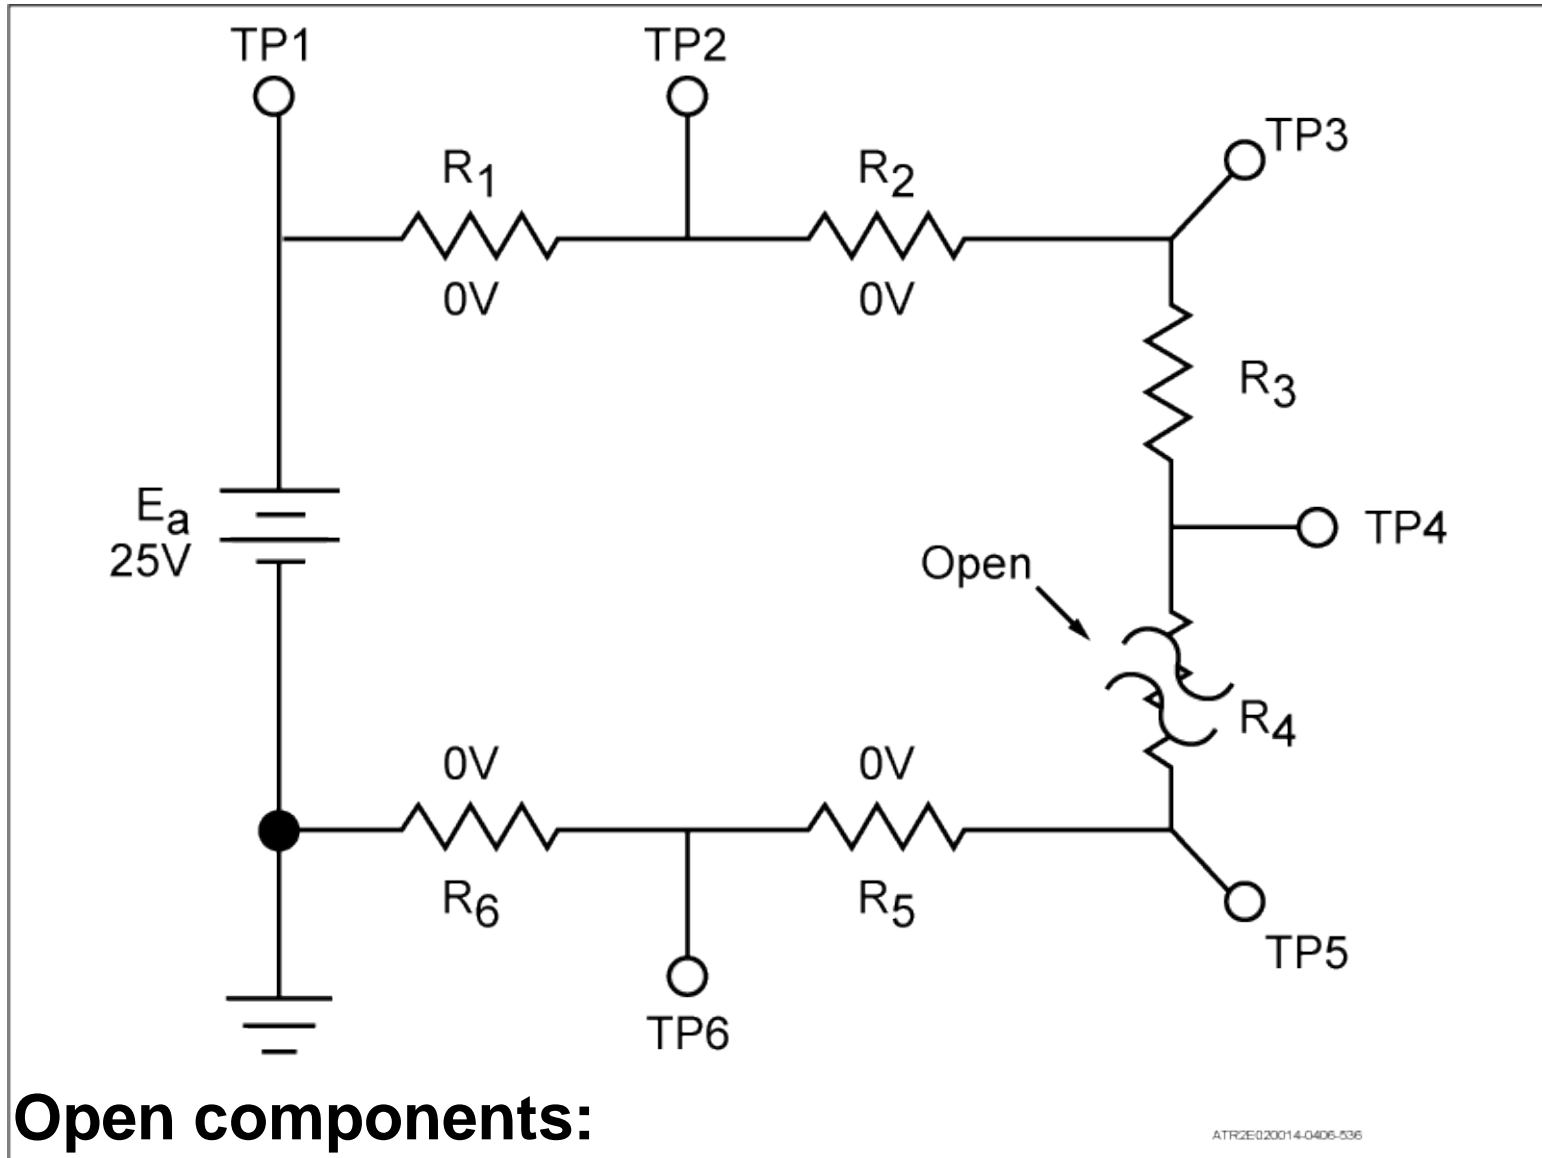 TP1
TP2
TP3
R1
R2
0V
0V
R3
Ea
25V
TP4
Open
R4
0V
0V
R6
R5
TP5
TP6
Open components:
ATR2E020014-0406-536